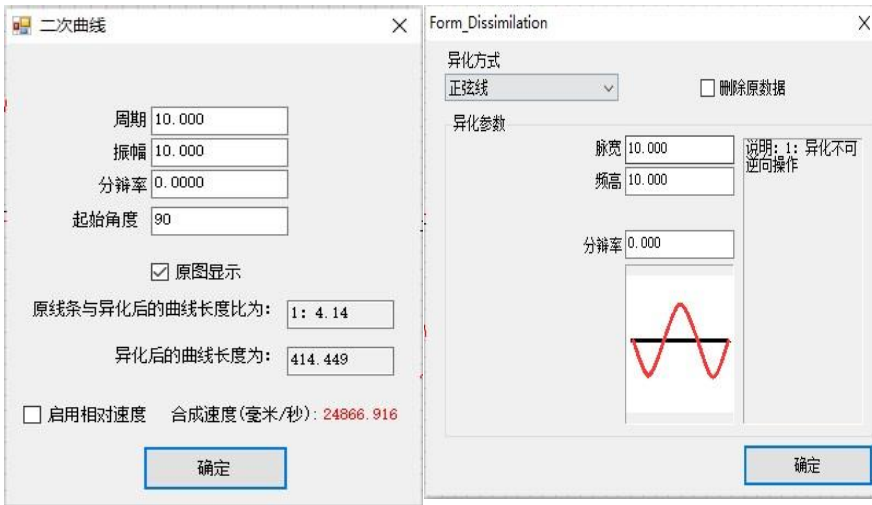 二次曲线
周期 10.000
振幅 10.000
分辩率 0.0000
起始角度 90
原图显示
原线条与异化后的曲线长度比为: 1: 4.14
异化后的曲线长度为: 414.449
启用相对速度 合成速度(毫米/秒): 24866.916
确定
Form_Dissimilation
异化方式
正弦线
删除原数据
异化参数
脉宽 10.000
频高 10.000
分辩率 0.000
说明: 1: 异化不可
逆向操作
确定